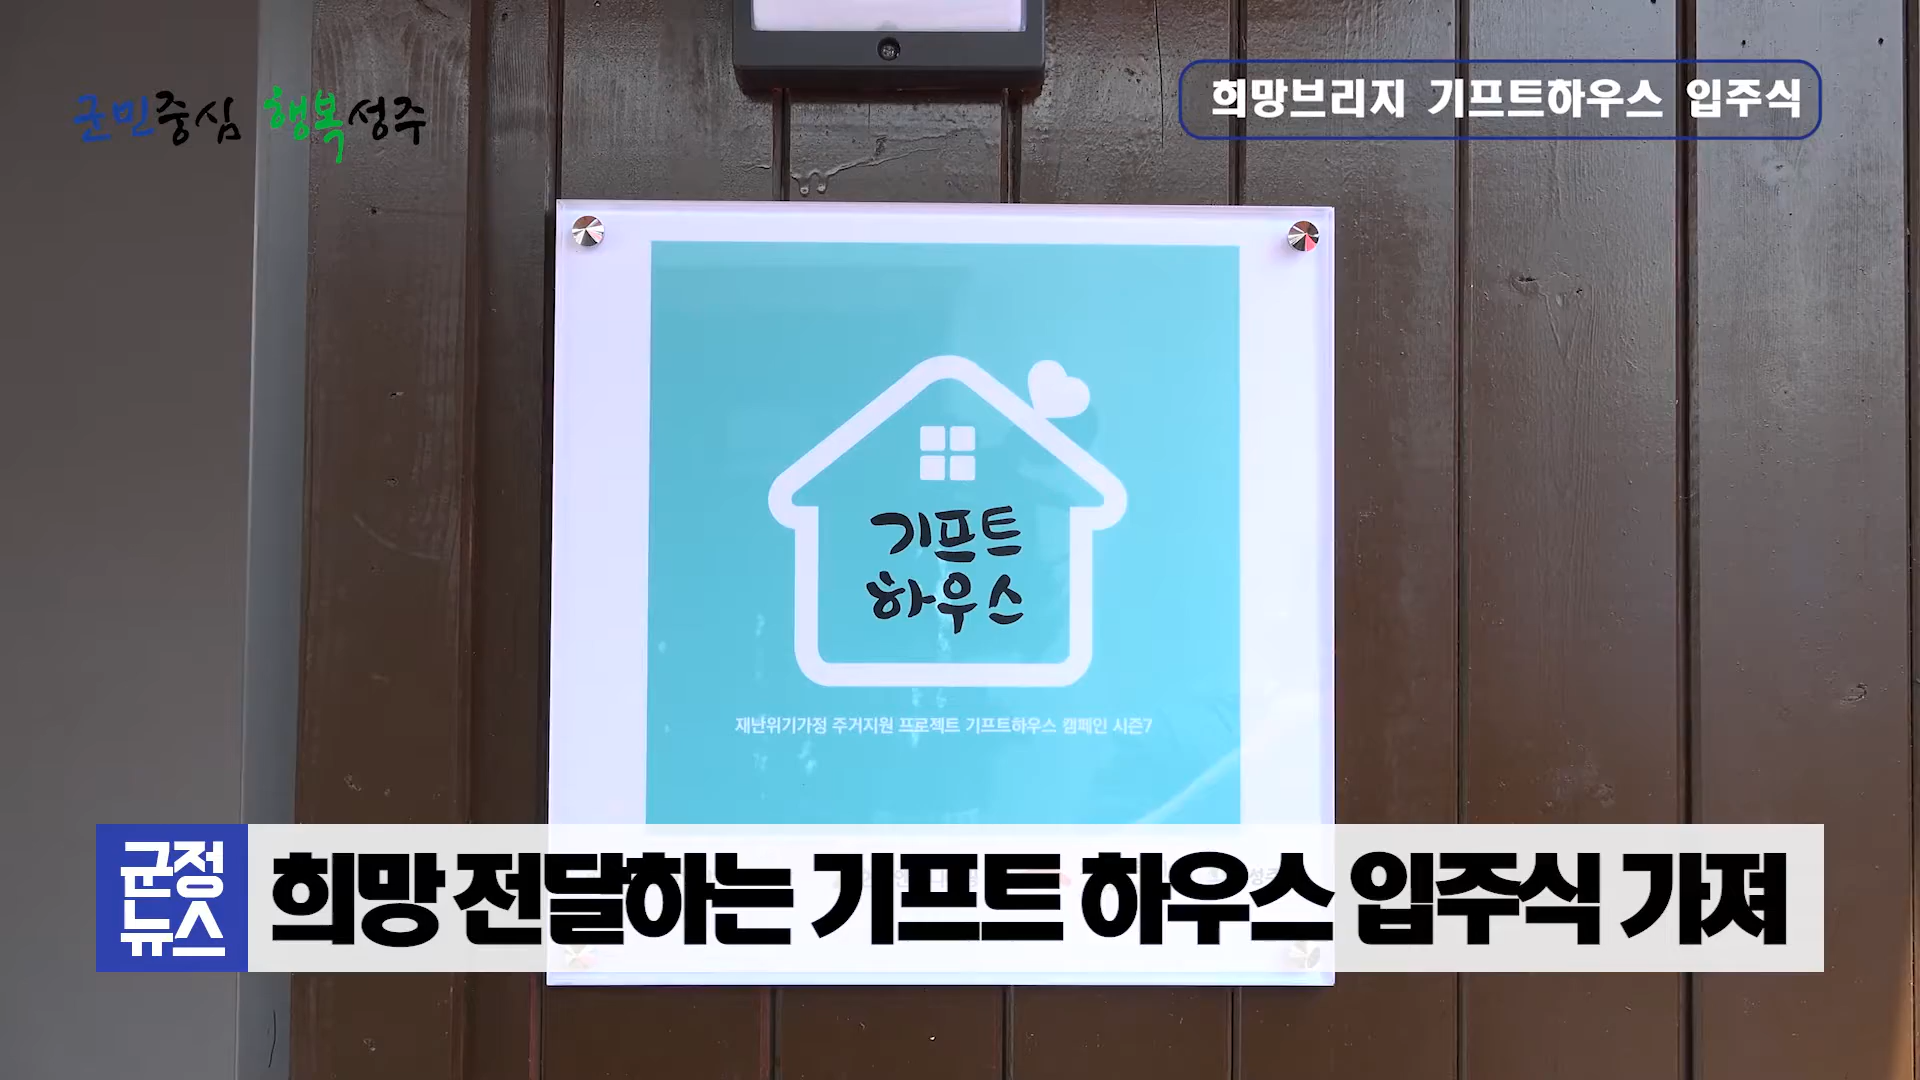 군민중심 행복성주
희망브리지 기프트하우스 입주식
기프트
하우스
재난위기가정 주거지원 프로젝트 기프트하우스 캠페인 시즌7
군정
뉴스
희망 전달하는 기프트 하우스 입주식 가져